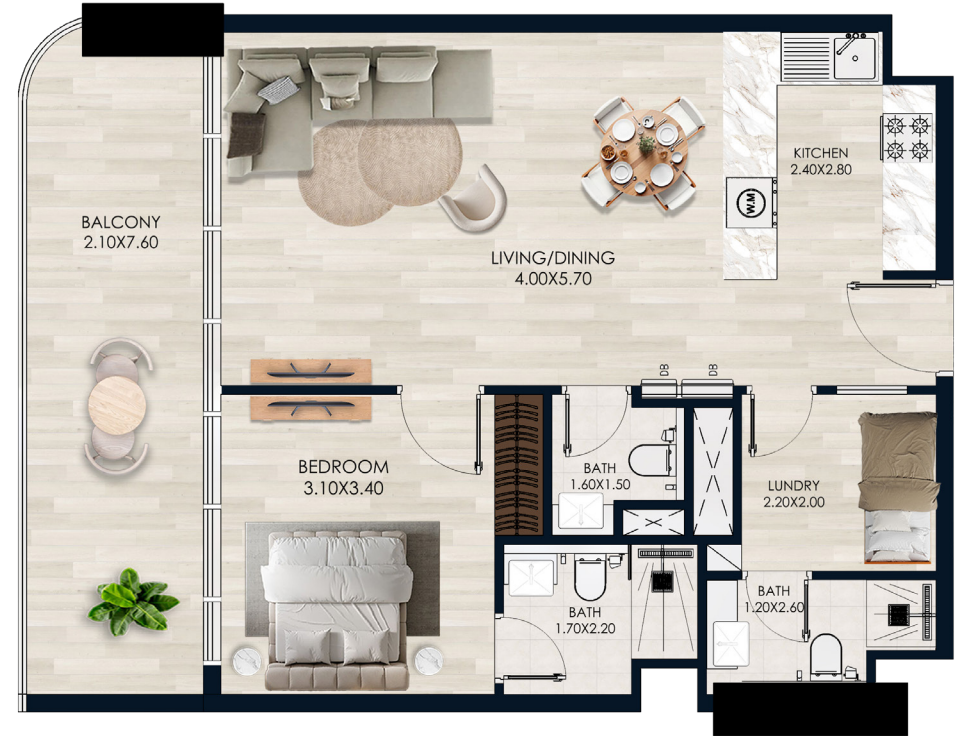 KITCHEN
2.40X2.80
W.M
BALCONY
2.10X7.60
LIVING/DINING
4.00X5.70
DB
DB
BEDROOM
3.10X3.40
BATH
1.60X1.50
LUNDRY
2.20X2.00
BATH
1.70X2.20
BATH
1.20X2.60